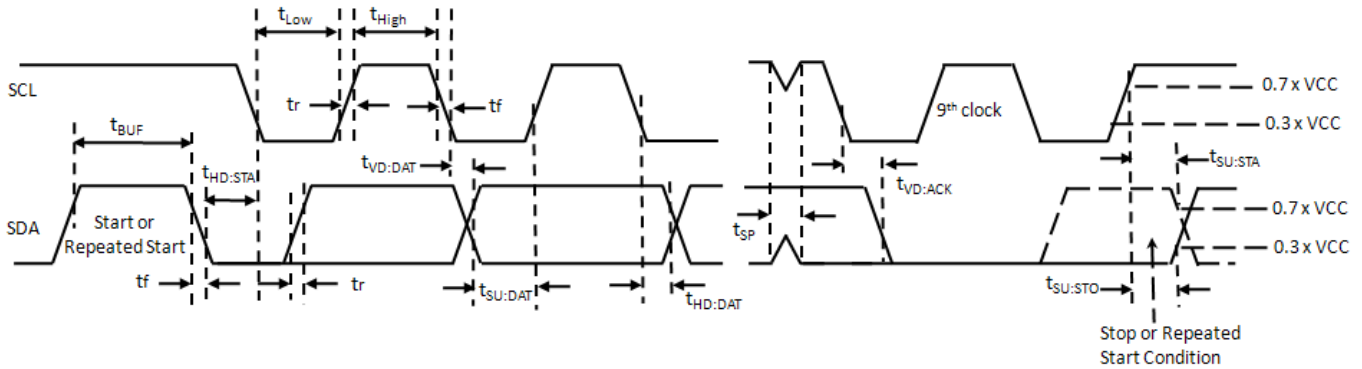 tLow
tHigh
SCL
tr
tf
9th clock
0.7 x VCC
0.3 x VCC
tBUF
tHD:STA
tVD:DAT
tVD:ACK
tSU:STA
SDA
Start or
Repeated Start
tSP
0.7 x VCC
0.3 x VCC
tf
tr
tSU:DAT
tHD:DAT
tSU:STO
Stop or Repeated
Start Condition